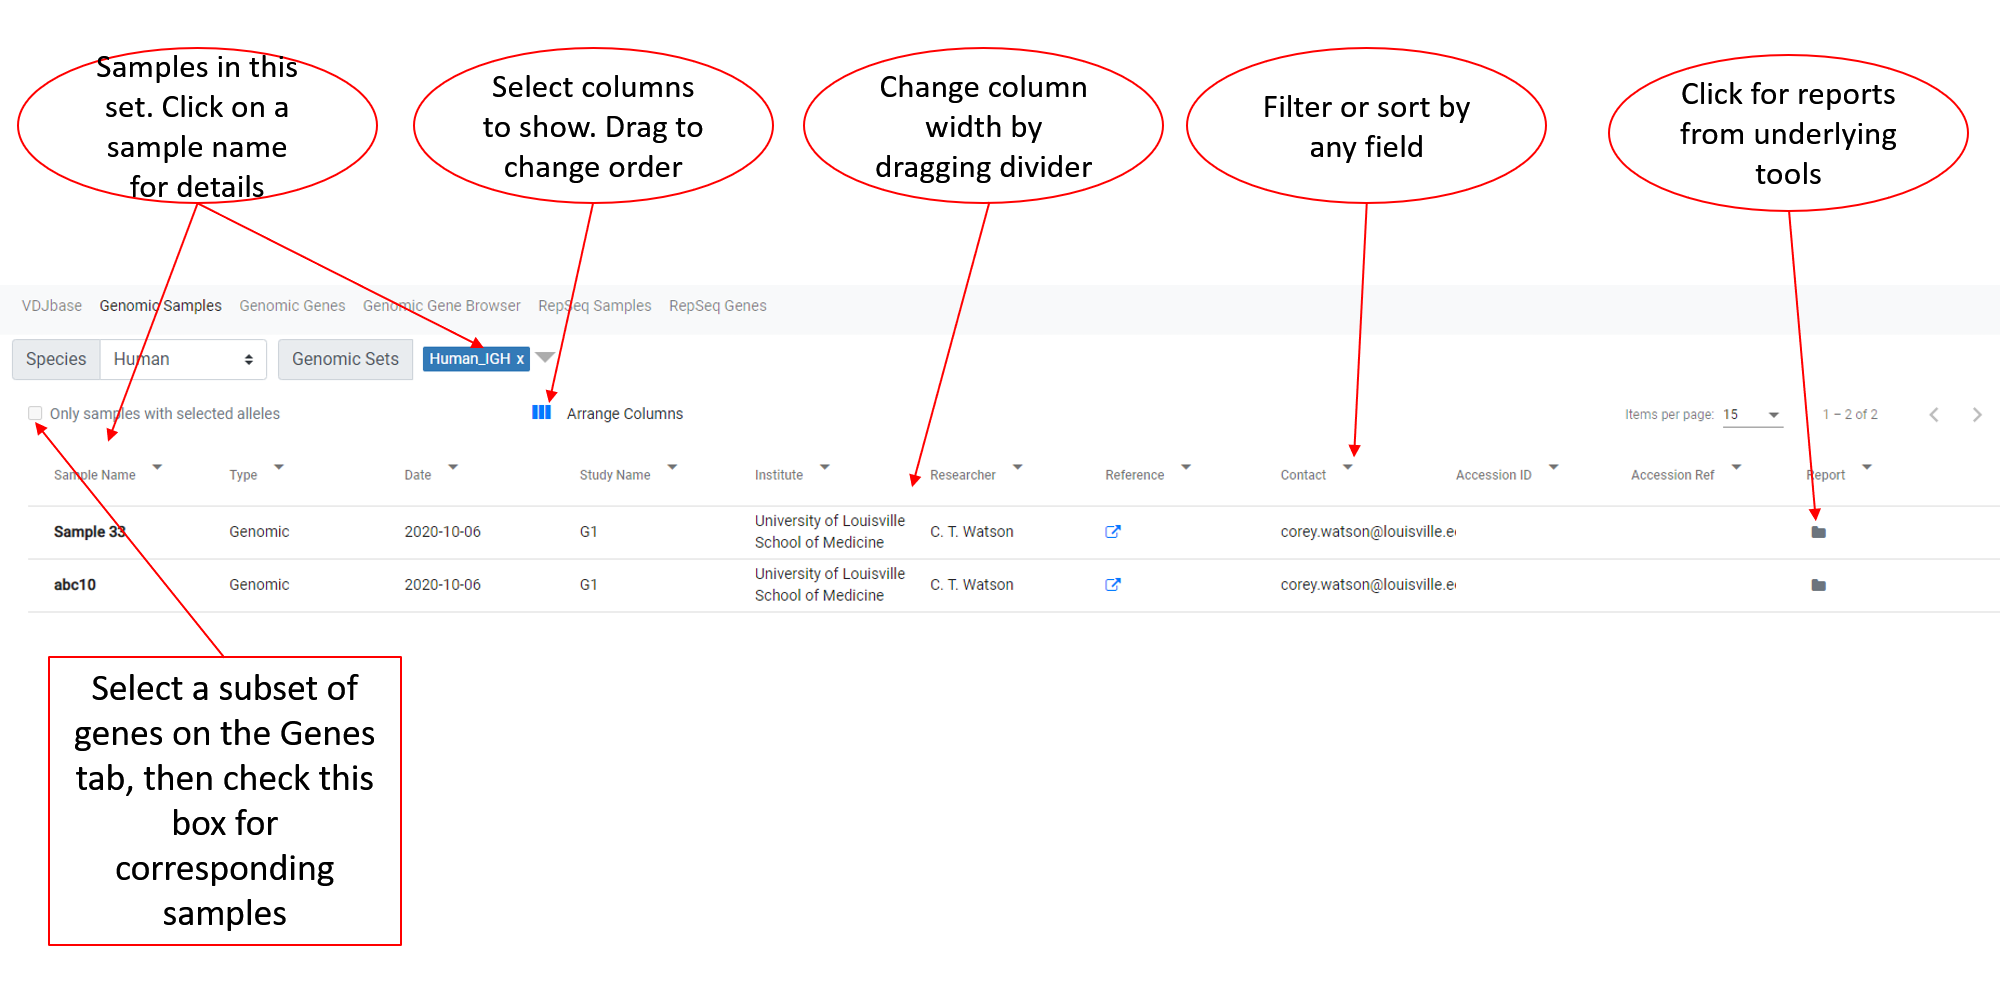 Samples in this
set. Click on a
sample name
for details
Select columns
to show. Drag to
change order
Change column
width by
dragging divider
Filter or sort by
any field
Click for reports
from underlying
tools
VDJbase Genomic Samples Genomic Genes Genomic Gene Browser RepSeq Samples RepSeq Genes
Species Human Genomic Sets Human_IGH x
Only samples with selected alleles Arrange Columns Items per page: 15 1 – 2 of 2
Sample Name Type Date Study Name Institute Researcher Reference Contact Accession ID Accession Ref Report
Sample 33 Genomic 2020-10-06 G1 University of Louisville School of Medicine C. T. Watson corey.watson@louisville.e
abc10 Genomic 2020-10-06 G1 University of Louisville School of Medicine C. T. Watson corey.watson@louisville.e
Select a subset of
genes on the Genes
tab, then check this
box for
corresponding
samples